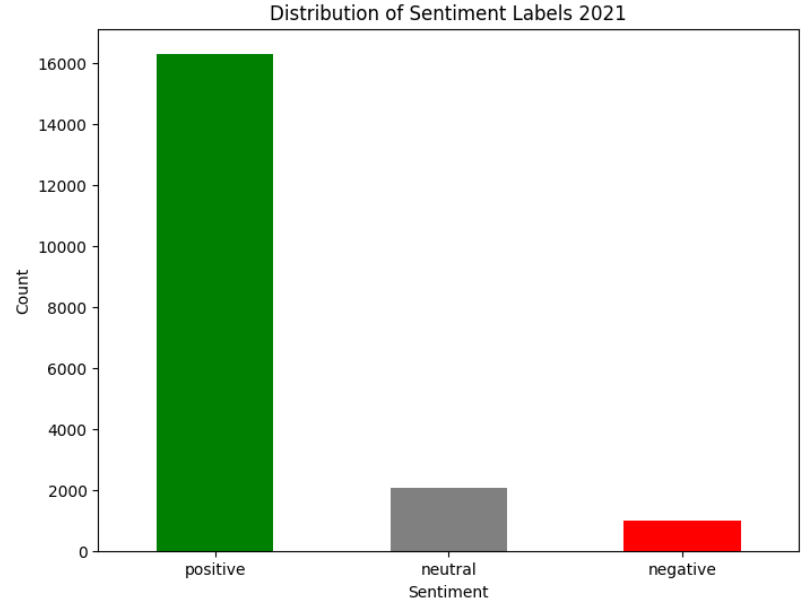 Distribution of Sentiment Labels 2021
16000
14000
12000
10000
8000
6000
4000
2000
0
Count
positive neutral negative
Sentiment